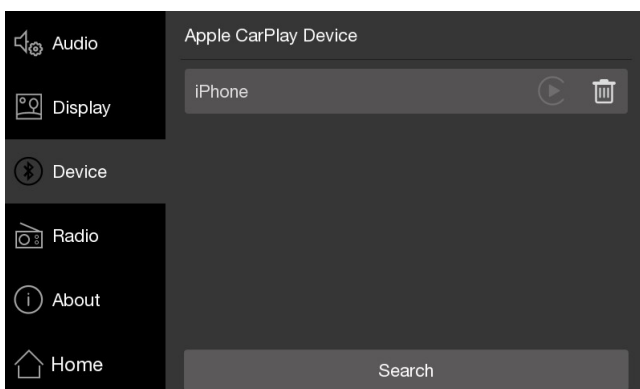 Audio
Display
Device
Radio
About
Home
Apple CarPlay Device
iPhone
Search